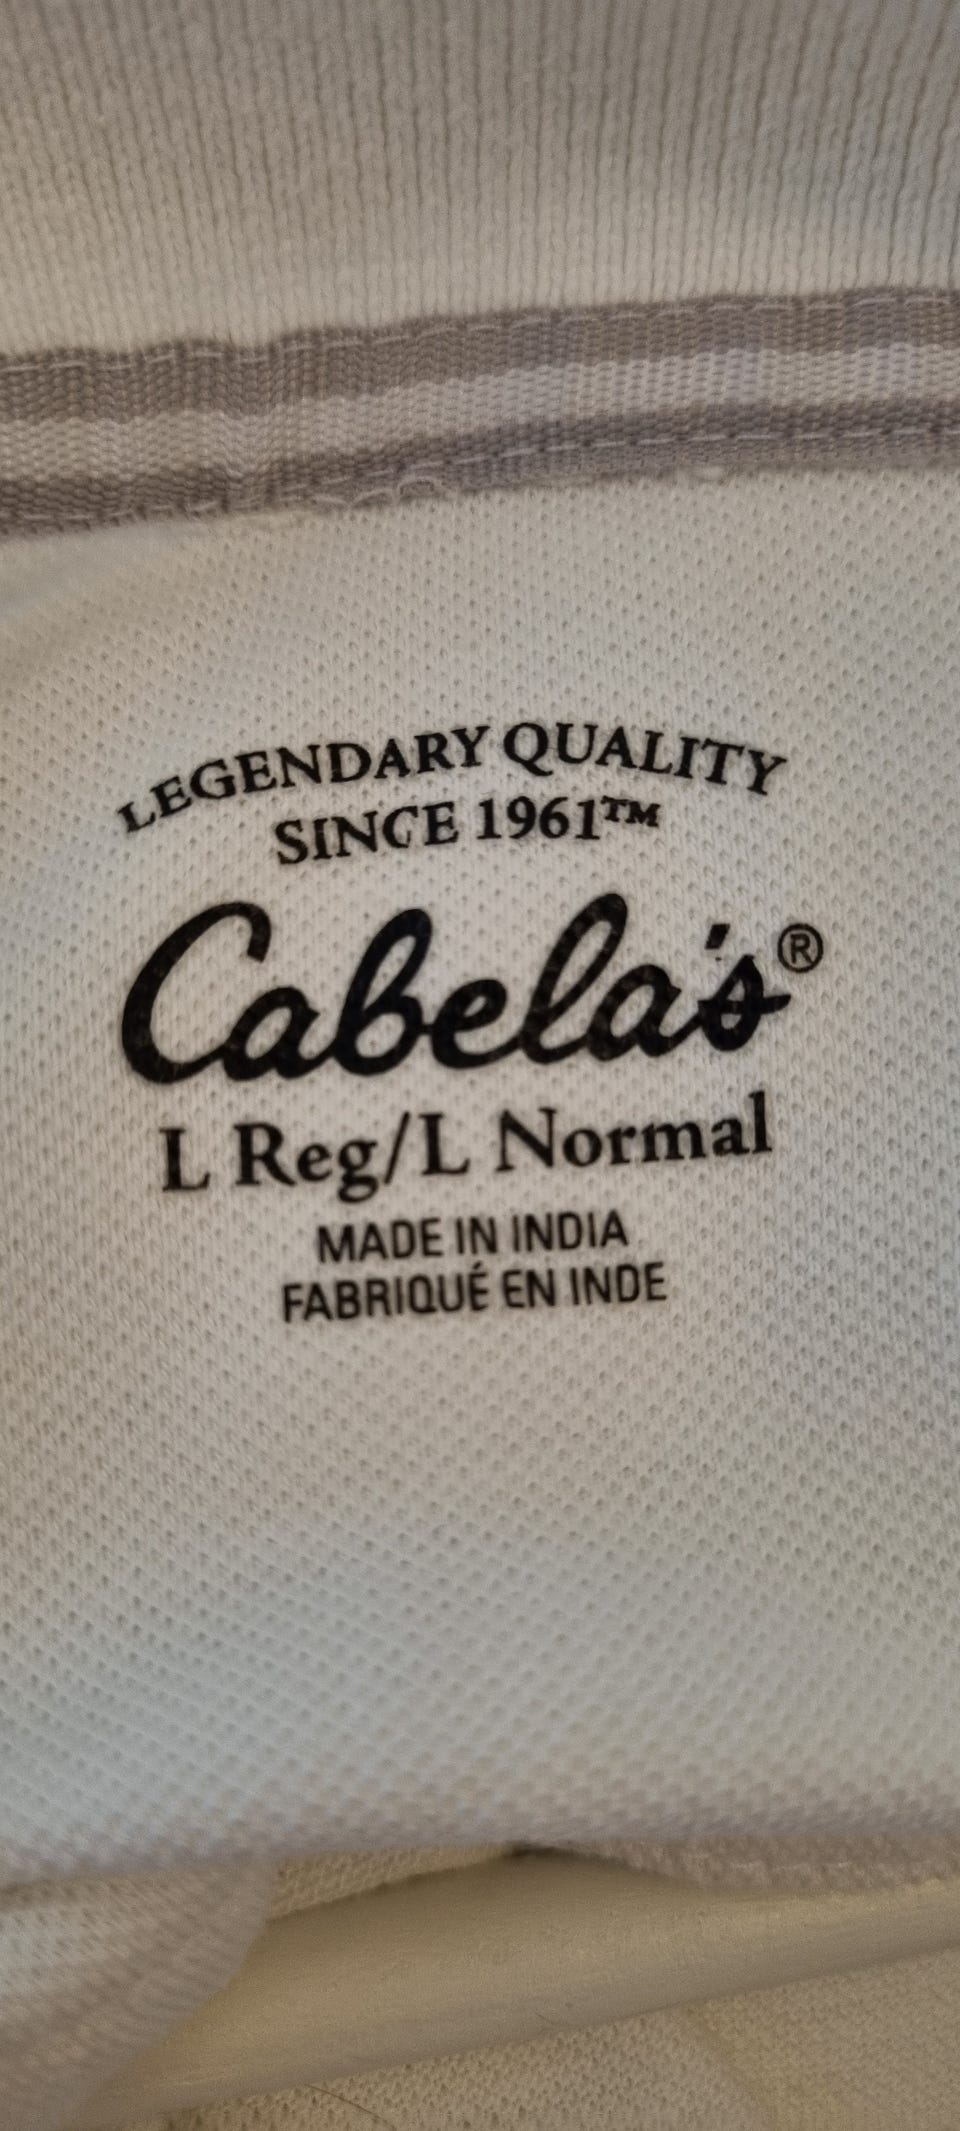 LEGENDARY QUALITY
SINCE 1961™
Cabela's®
L Reg/L Normal
MADE IN INDIA
FABRIQUÉ EN INDE